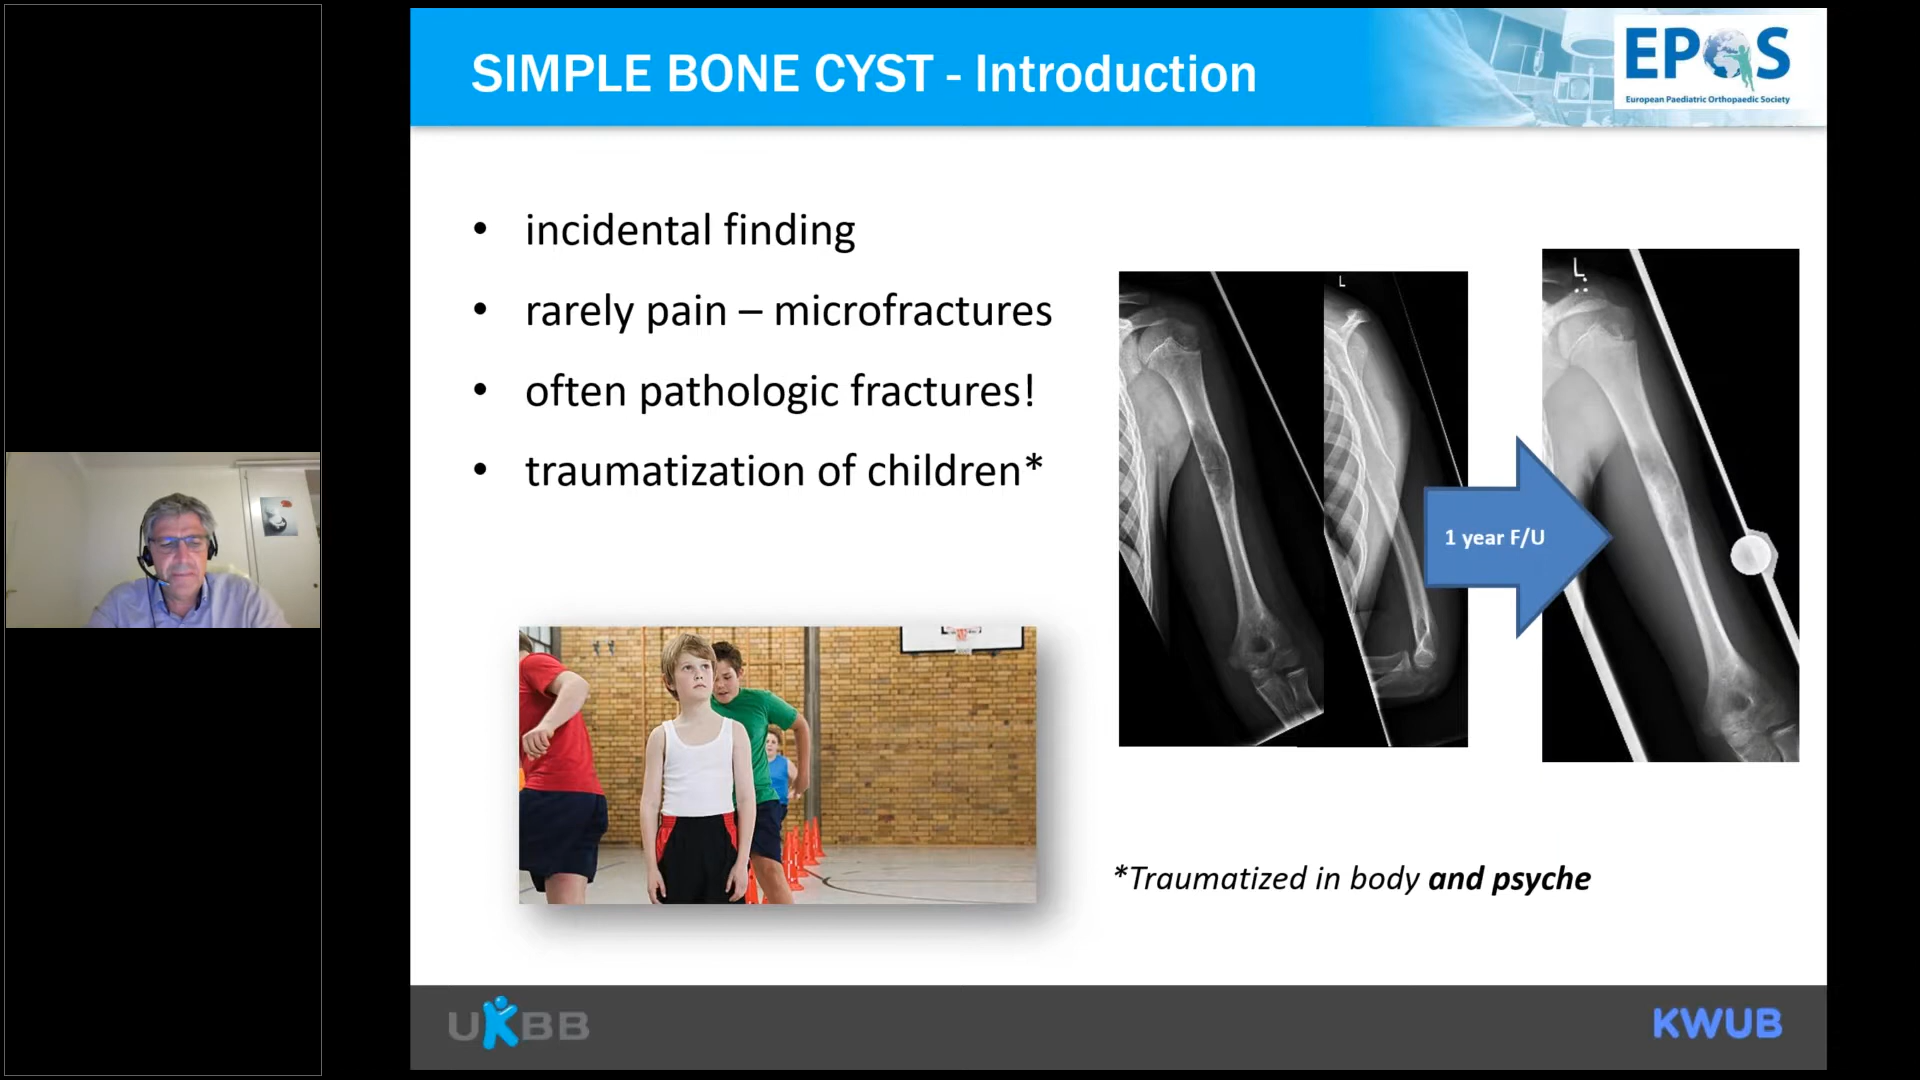 SIMPLE BONE CYST - Introduction
EPOS
European Paediatric Orthopaedic Society
• incidental finding
• rarely pain – microfractures
• often pathologic fractures!
• traumatization of children*
L
L
1 year F/U
*Traumatized in body and psyche
UKBB
KWUB